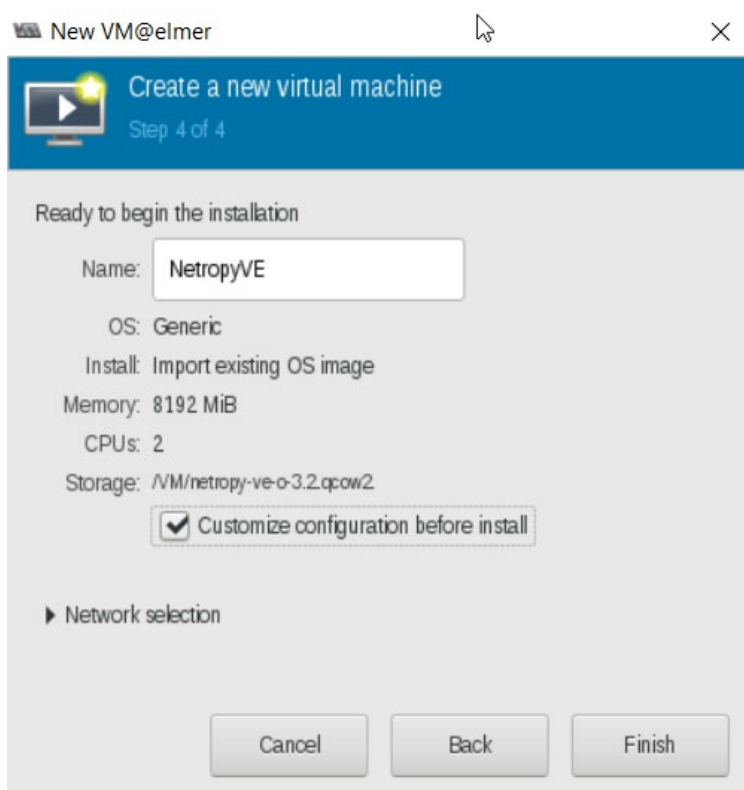 New VM@elmer
Create a new virtual machine
Step 4 of 4
Ready to begin the installation
Name: NetropyVE
OS: Generic
Install: Import existing OS image
Memory: 8192 MiB
CPUs: 2
Storage: /VM/netropy-ve-o-3.2.qcow2
Customize configuration before install
Network selection
Cancel Back Finish